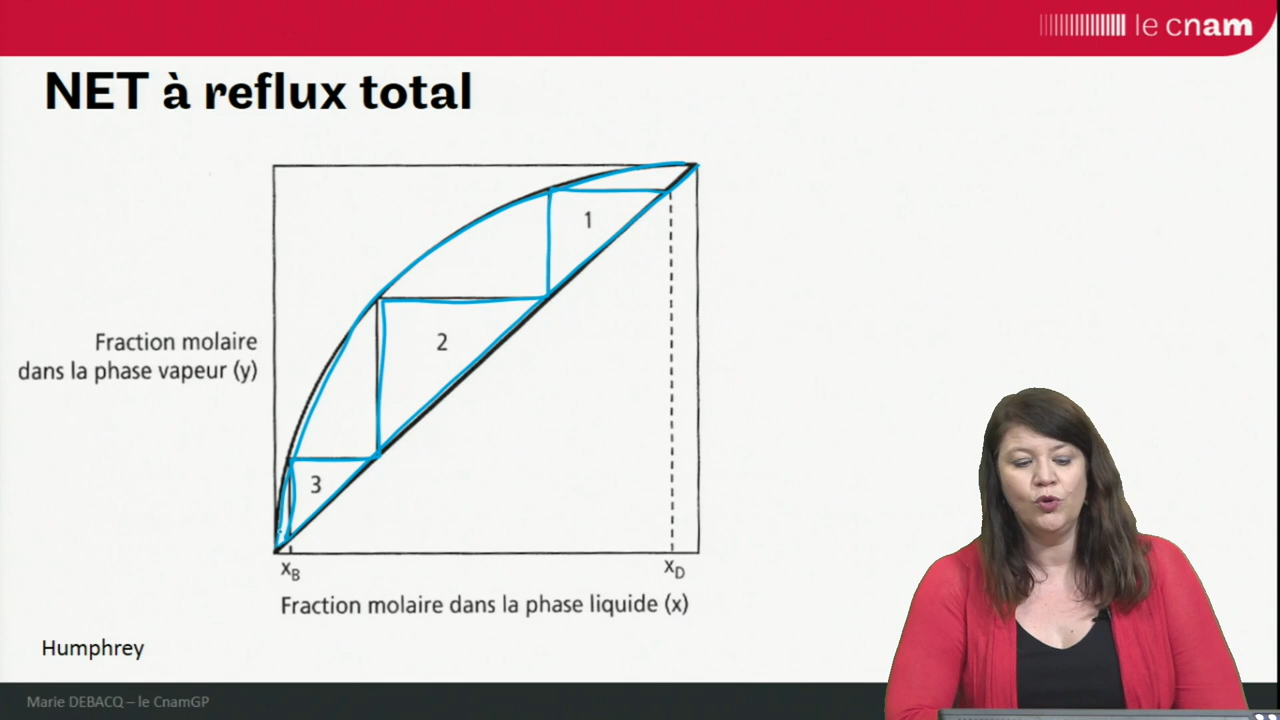 le cnam
NET à reflux total
1
2
3
Fraction molaire
dans la phase vapeur (y)
xB
xD
Fraction molaire dans la phase liquide (x)
Humphrey
Marie DEBACQ – le CnamGP